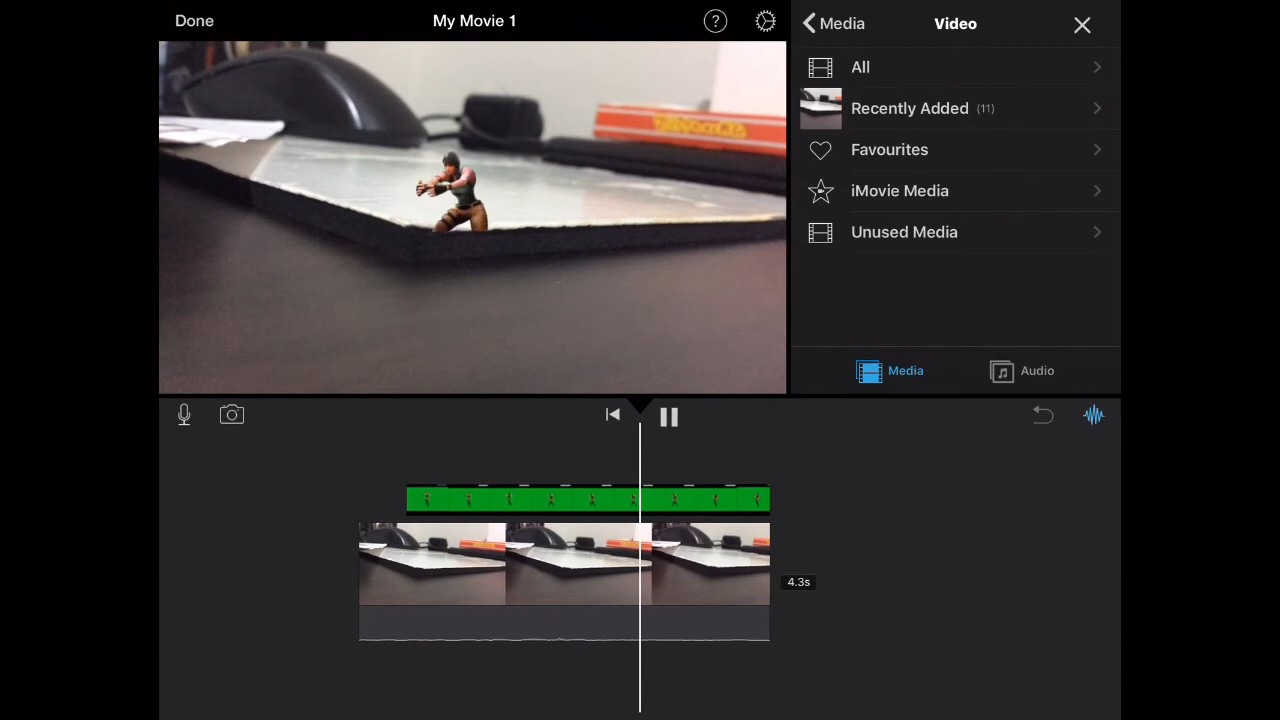 Done
My Movie 1
?
Media
Video
All
Recently Added (11)
Favourites
iMovie Media
Unused Media
Media
Audio
4.3s